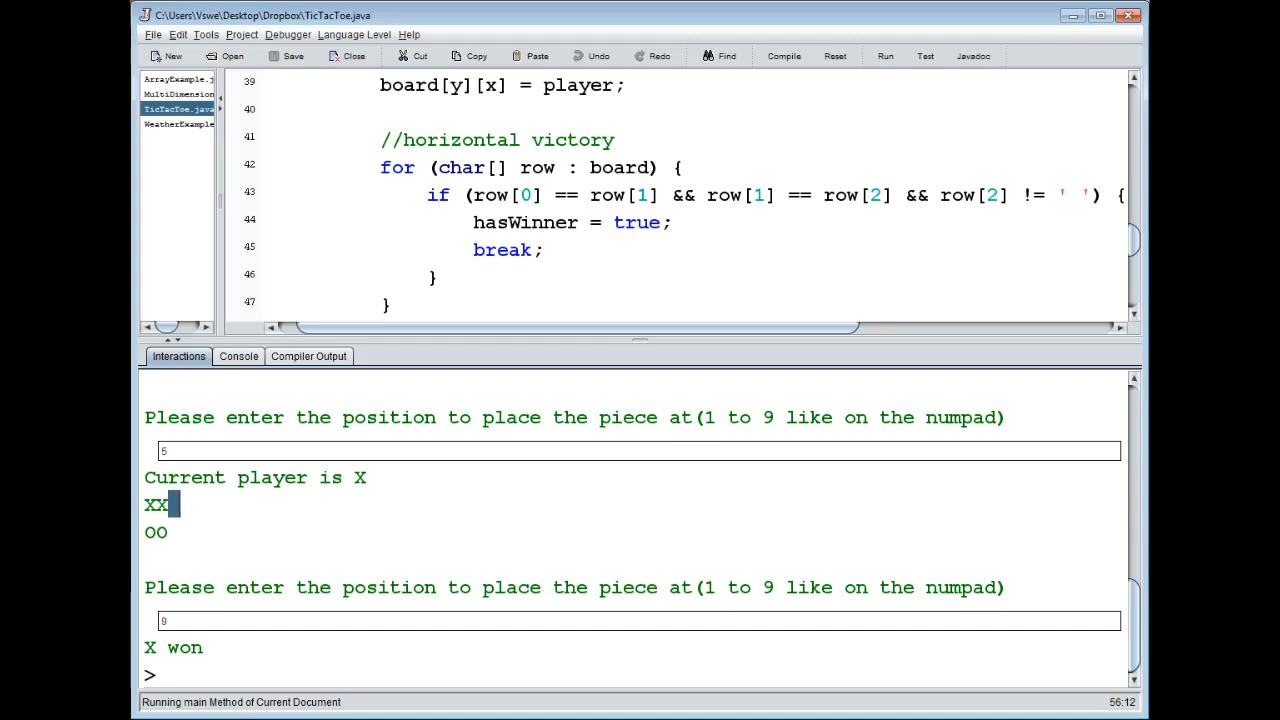 C:\Users\Vswe\Desktop\Dropbox\TicTacToe.java
File Edit Tools Project Debugger Language Level Help
New Open Save Close Cut Copy Paste Undo Redo Find Compile Reset Run Test Javadoc
ArrayExample.j
MultiDimension
TicTacToe.java
WeatherExample
39 board[y][x] = player;
40
41 //horizontal victory
42 for (char[] row : board) {
43 if (row[0] == row[1] && row[1] == row[2] && row[2] != ' ') {
44 hasWinner = true;
45 break;
46 }
47 }
Interactions Console Compiler Output
Please enter the position to place the piece at(1 to 9 like on the numpad)
5
Current player is X
XX
OO
Please enter the position to place the piece at(1 to 9 like on the numpad)
9
X won
>
Running main Method of Current Document 56:12